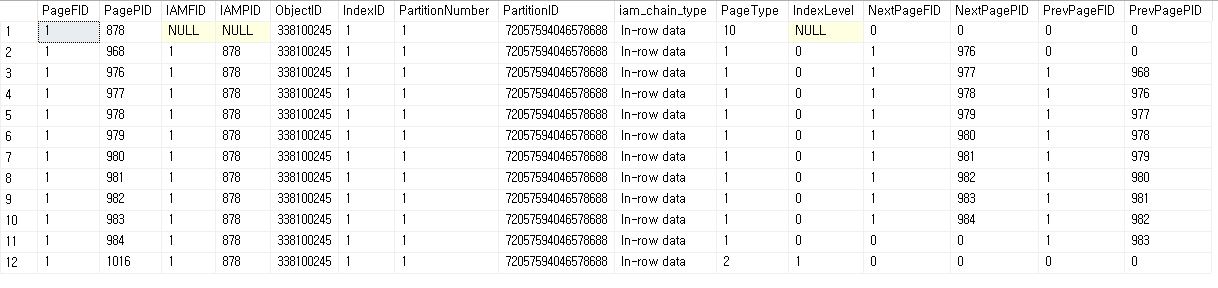 PageFID PagePID IAMFID IAMPID ObjectID IndexID PartitionNumber PartitionID iam_chain_type PageType IndexLevel NextPageFID NextPagePID PrevPageFID PrevPagePID
1 1 878 NULL NULL 338100245 1 1 72057594046578688 In-row data 10 NULL 0 0 0 0
2 1 968 1 878 338100245 1 1 72057594046578688 In-row data 1 0 1 976 0 0
3 1 976 1 878 338100245 1 1 72057594046578688 In-row data 1 0 1 977 1 968
4 1 977 1 878 338100245 1 1 72057594046578688 In-row data 1 0 1 978 1 976
5 1 978 1 878 338100245 1 1 72057594046578688 In-row data 1 0 1 979 1 977
6 1 979 1 878 338100245 1 1 72057594046578688 In-row data 1 0 1 980 1 978
7 1 980 1 878 338100245 1 1 72057594046578688 In-row data 1 0 1 981 1 979
8 1 981 1 878 338100245 1 1 72057594046578688 In-row data 1 0 1 982 1 980
9 1 982 1 878 338100245 1 1 72057594046578688 In-row data 1 0 1 983 1 981
10 1 983 1 878 338100245 1 1 72057594046578688 In-row data 1 0 1 984 1 982
11 1 984 1 878 338100245 1 1 72057594046578688 In-row data 1 0 0 0 1 983
12 1 1016 1 878 338100245 1 1 72057594046578688 In-row data 2 1 0 0 0 0